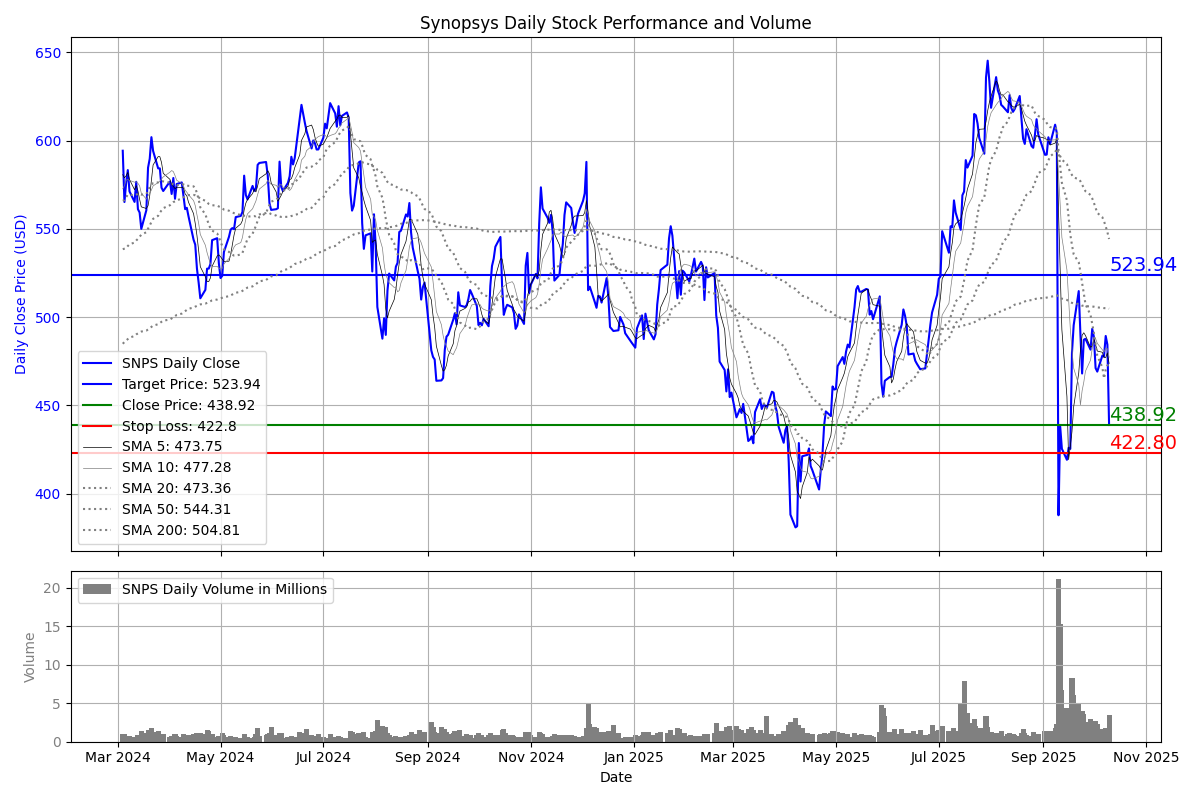 Synopsys Daily Stock Performance and Volume
650
600
550
500
450
400
Daily Close Price (USD)
523.94
438.92
422.80
SNPS Daily Close
Target Price: 523.94
Close Price: 438.92
Stop Loss: 422.8
SMA 5: 473.75
SMA 10: 477.28
SMA 20: 473.36
SMA 50: 544.31
SMA 200: 504.81
SNPS Daily Volume in Millions
20
15
10
5
0
Volume
Mar 2024
May 2024
Jul 2024
Sep 2024
Nov 2024
Jan 2025
Mar 2025
May 2025
Jul 2025
Sep 2025
Nov 2025
Date